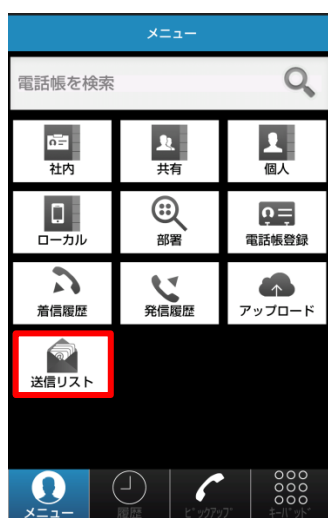 メニュー
電話帳を検索
社内
共有
個人
ローカル
部署
電話帳登録
着信履歴
発信履歴
アップロード
送信リスト
メニュー
履歴
ﾋﾟｯｸｱｯﾌﾟ
ｷｰﾊﾟｯﾄﾞ